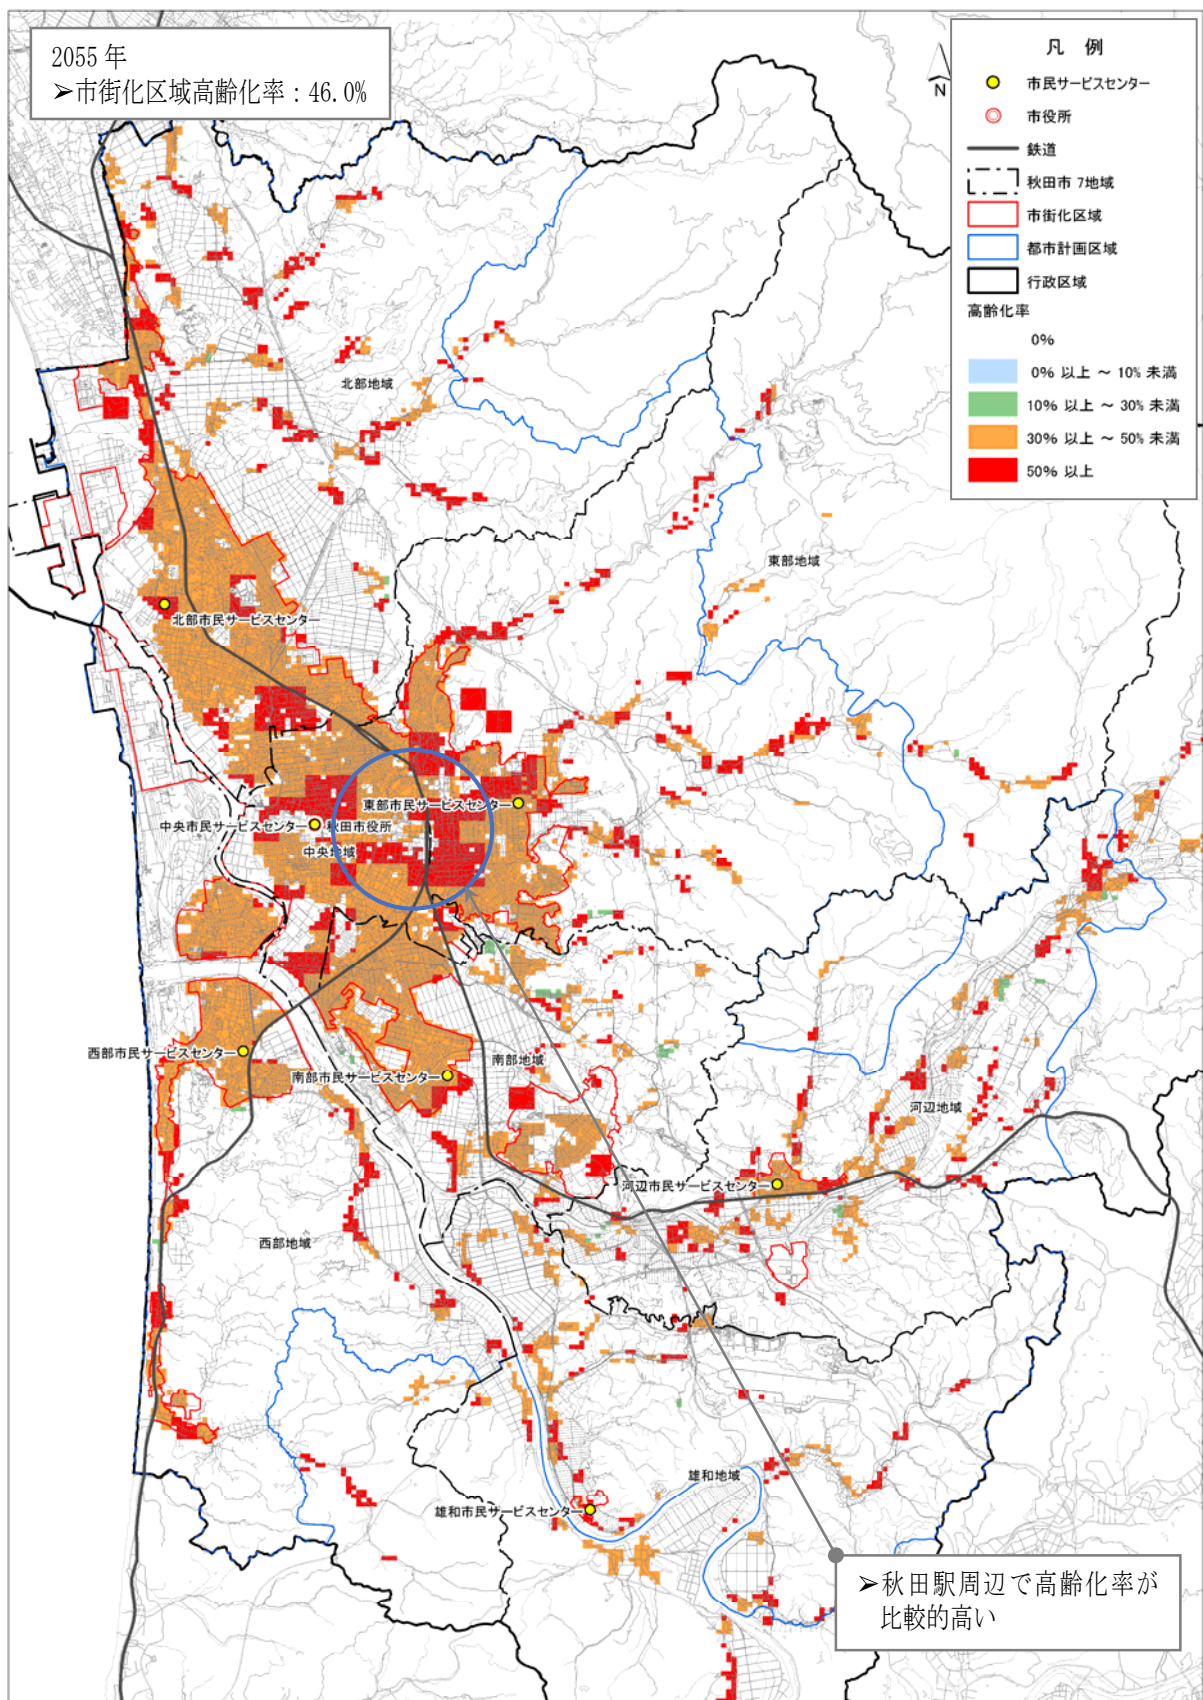 2055 年
➢市街化区域高齢化率：46.0%
N
凡 例
市民サービスセンター
市役所
鉄道
秋田市 7地域
市街化区域
都市計画区域
行政区域
高齢化率
0%
0% 以上 ～ 10% 未満
10% 以上 ～ 30% 未満
30% 以上 ～ 50% 未満
50% 以上
北部地域
東部地域
北部市民サービスセンター
東部市民サービスセンター
中央市民サービスセンター
秋田市役所
中央地域
西部市民サービスセンター
南部市民サービスセンター
南部地域
河辺地域
河辺市民サービスセンター
西部地域
雄和地域
雄和市民サービスセンター
➢秋田駅周辺で高齢化率が
比較的高い